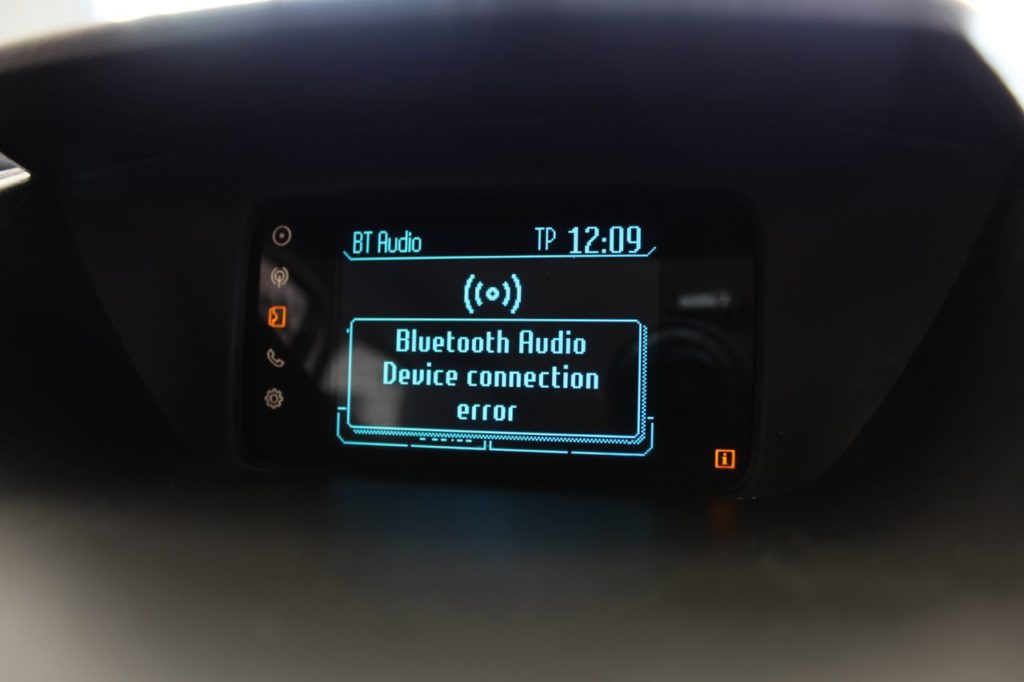 BT Audio TP 12:09
Bluetooth Audio
Device connection
error
i